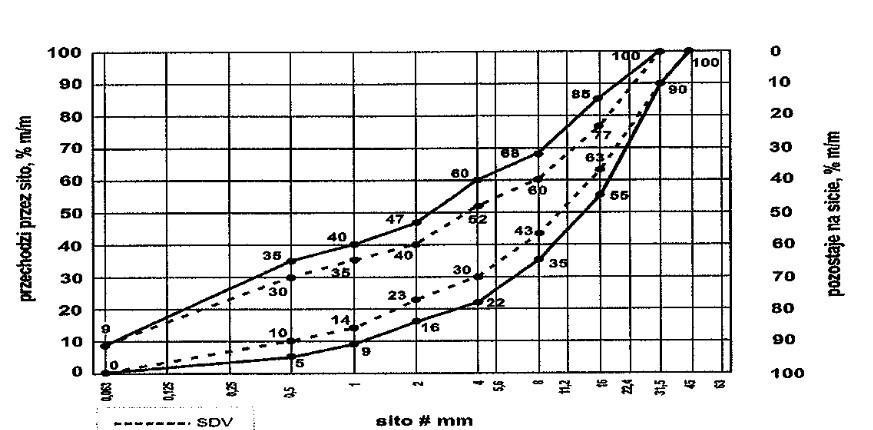 100 0
90 10
80 20
70 30
60 40
50 50
40 60
30 70
20 80
10 90
0 100
przechodzi przez sito, % m/m
pozostaje na sicie, % m/m
9 35 40 47 60 68 85 100
30 35 40 52 60 77
0 10 14 23 30 43 63 90
5 9 16 22 35 55 100
0,063 0,125 0,25 0,5 1 2 4 5,6 8 11,2 16 22,4 31,5 45 63
sito # mm
SDV